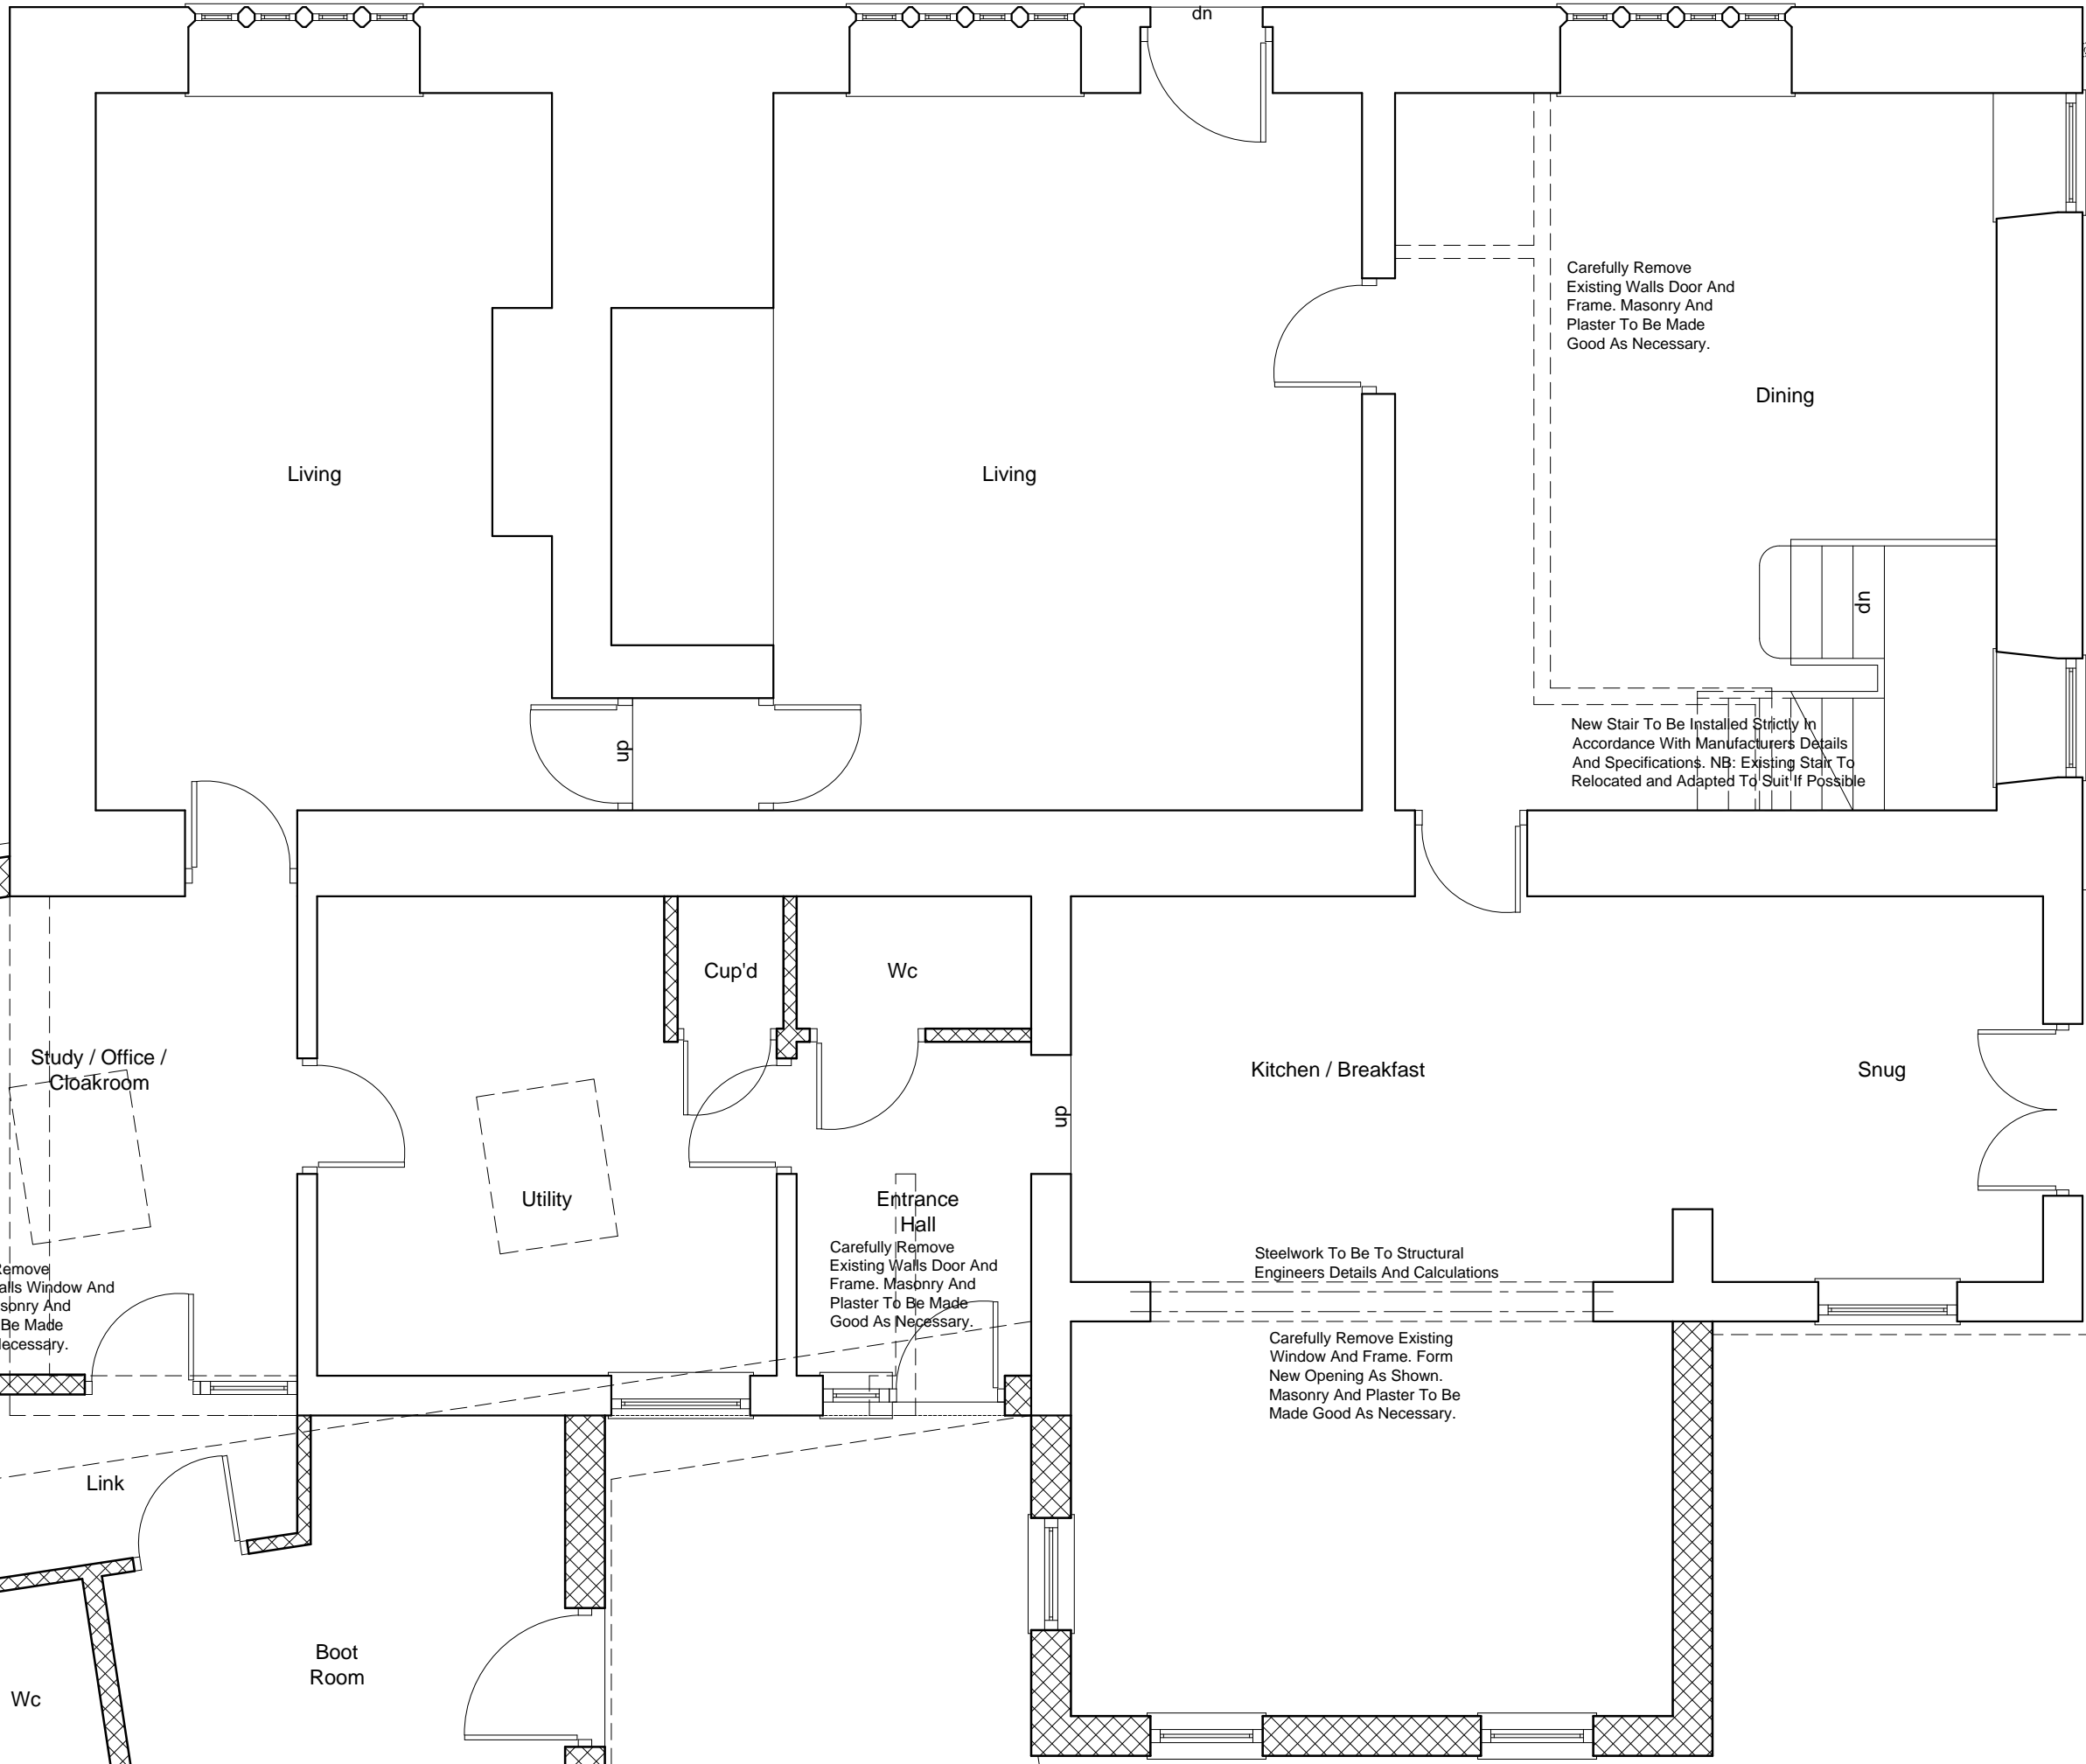 dn
Carefully Remove
Existing Walls Door And
Frame. Masonry And
Plaster To Be Made
Good As Necessary.
Dining
Living
Living
dn
New Stair To Be Installed Strictly In
Accordance With Manufacturers Details
And Specifications. NB: Existing Stair To
Relocated and Adapted To Suit If Possible
up
Cup'd
Wc
Study / Office /
Cloakroom
Kitchen / Breakfast
Snug
up
Utility
Entrance
Hall
Carefully Remove
Existing Walls Door And
Frame. Masonry And
Plaster To Be Made
Good As Necessary.
Steelwork To Be To Structural
Engineers Details And Calculations
Window And
Be Made
Carefully Remove Existing
Window And Frame. Form
New Opening As Shown.
Masonry And Plaster To Be
Made Good As Necessary.
Link
Boot
Room
Wc